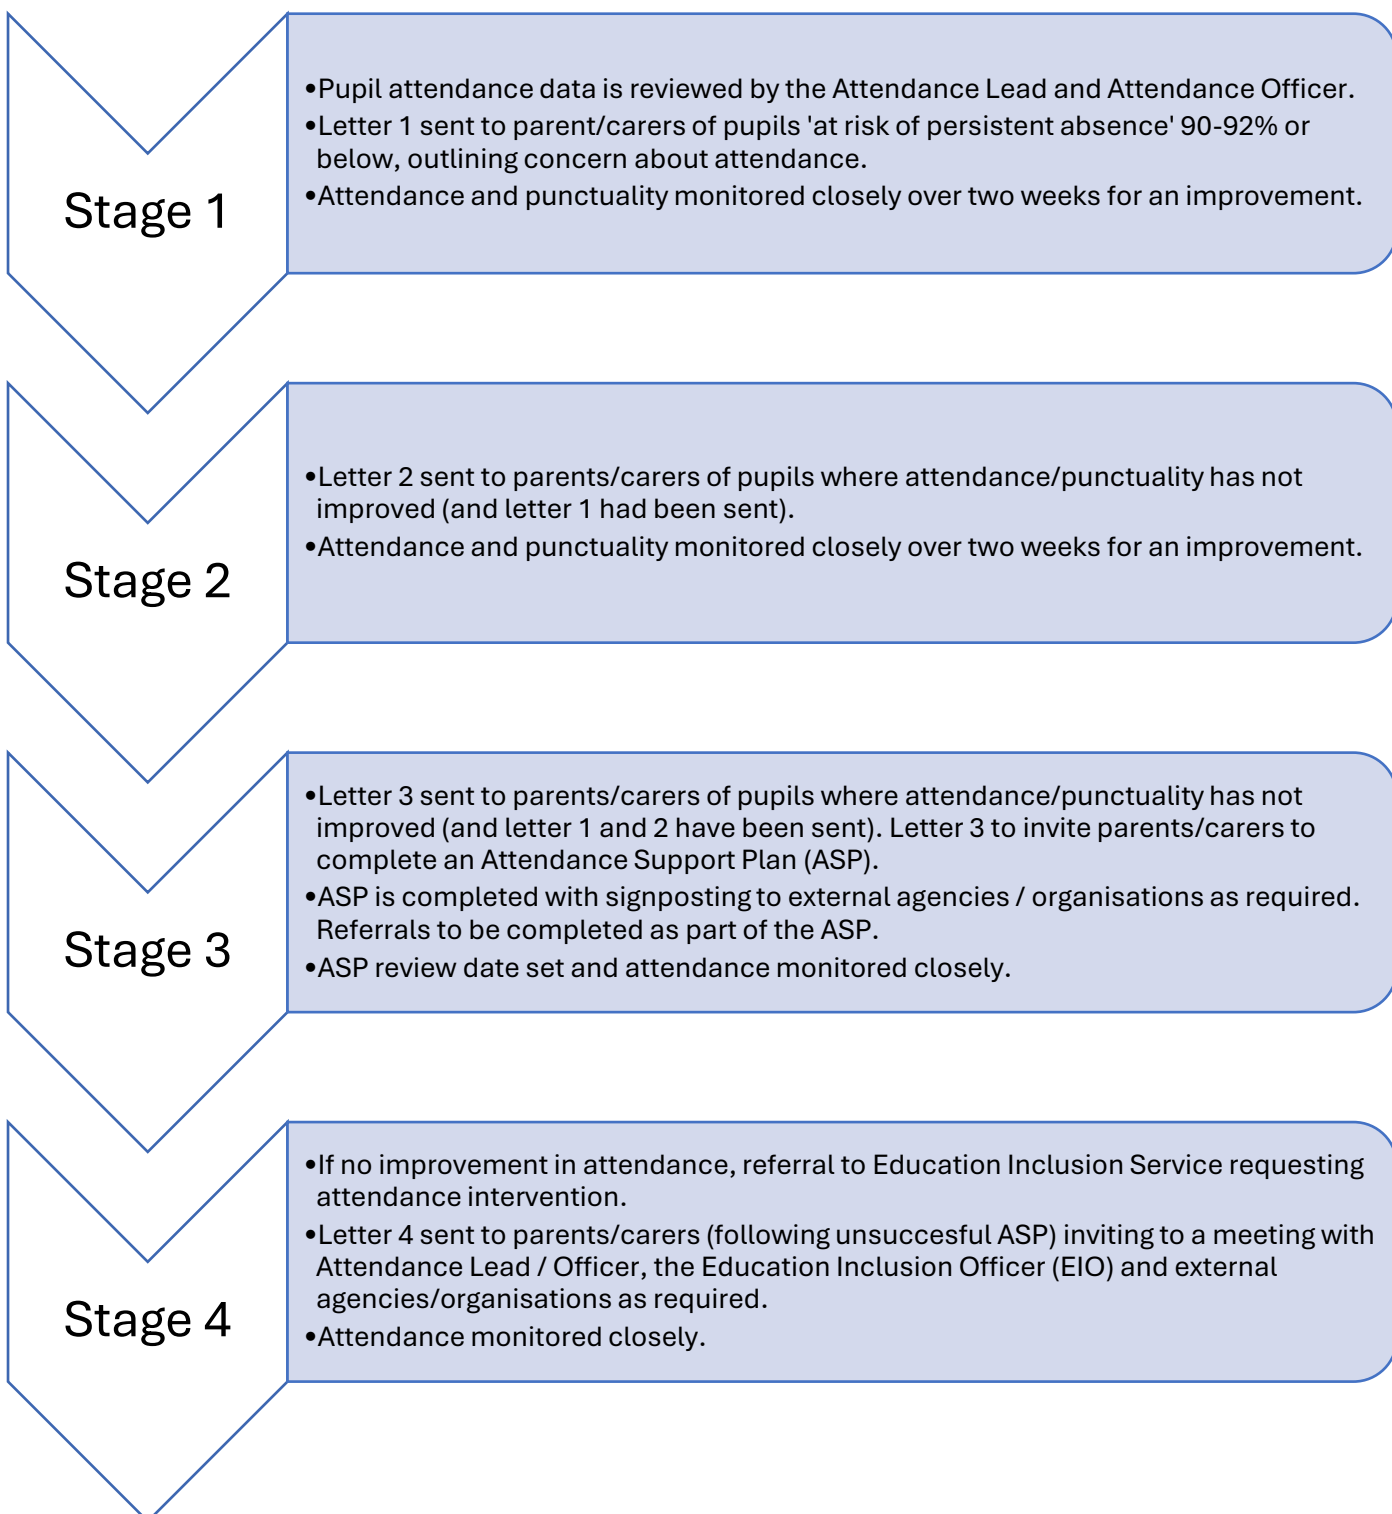 Stage 1
•Pupil attendance data is reviewed by the Attendance Lead and Attendance Officer.
•Letter 1 sent to parent/carers of pupils 'at risk of persistent absence' 90-92% or
below, outlining concern about attendance.
•Attendance and punctuality monitored closely over two weeks for an improvement.
Stage 2
•Letter 2 sent to parents/carers of pupils where attendance/punctuality has not
improved (and letter 1 had been sent).
•Attendance and punctuality monitored closely over two weeks for an improvement.
Stage 3
•Letter 3 sent to parents/carers of pupils where attendance/punctuality has not
improved (and letter 1 and 2 have been sent). Letter 3 to invite parents/carers to
complete an Attendance Support Plan (ASP).
•ASP is completed with signposting to external agencies / organisations as required.
Referrals to be completed as part of the ASP.
•ASP review date set and attendance monitored closely.
Stage 4
•If no improvement in attendance, referral to Education Inclusion Service requesting
attendance intervention.
•Letter 4 sent to parents/carers (following unsuccesful ASP) inviting to a meeting with
Attendance Lead / Officer, the Education Inclusion Officer (EIO) and external
agencies/organisations as required.
•Attendance monitored closely.